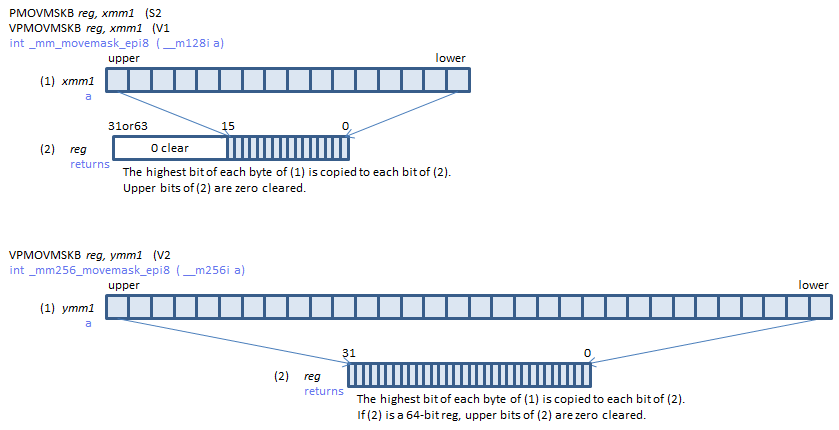 PMOVMSKB reg, xmm1 (S2
VPMOVMSKB reg, xmm1 (V1
int _mm_movemask_epi8 ( __m128i a)
upper lower
(1) xmm1
a
31or63 15 0
(2) reg 0 clear
returns
The highest bit of each byte of (1) is copied to each bit of (2).
Upper bits of (2) are zero cleared.
VPMOVMSKB reg, ymm1 (V2
int _mm256_movemask_epi8 ( __m256i a)
upper lower
(1) ymm1
a
31 0
(2) reg
returns
The highest bit of each byte of (1) is copied to each bit of (2).
If (2) is a 64-bit reg, upper bits of (2) are zero cleared.